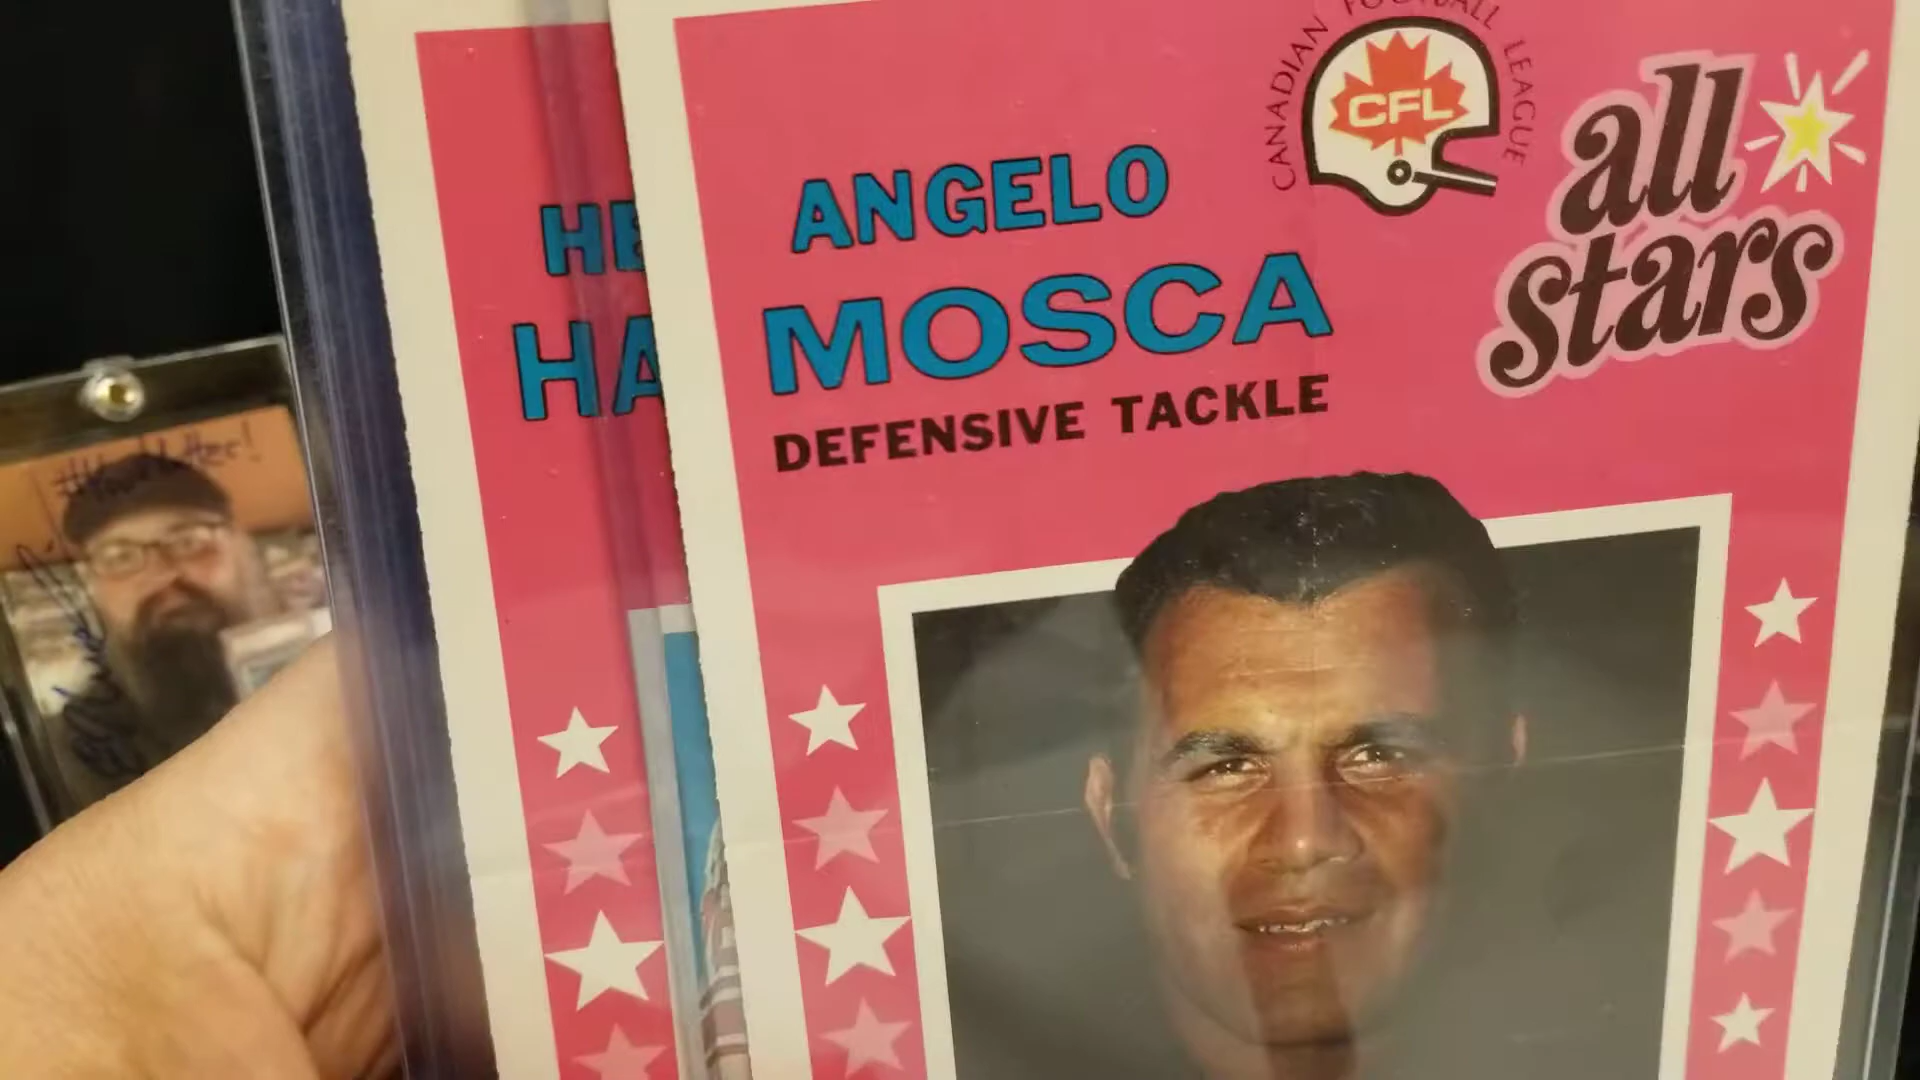 CANADIAN FOOTBALL LEAGUE
CFL
all
stars
ANGELO
MOSCA
DEFENSIVE TACKLE
HE
HA